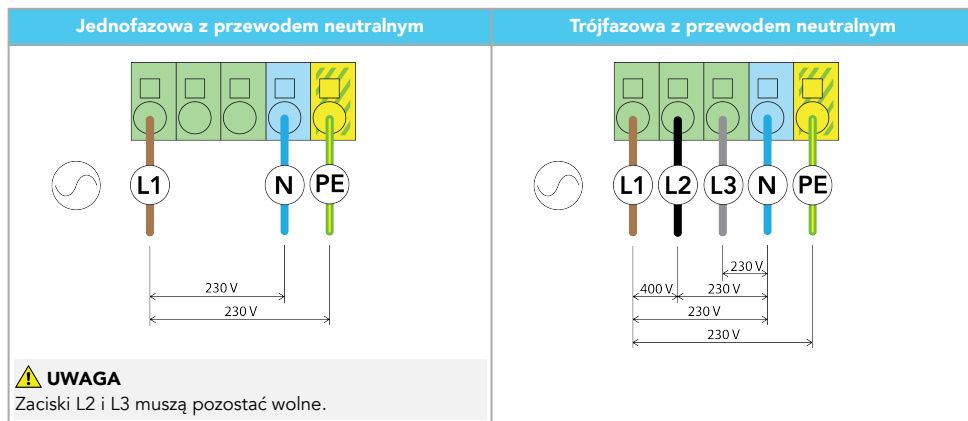 Jednofazowa z przewodem neutralnym
L1
N
PE
230 V
230 V
UWAGA
Zaciski L2 i L3 muszą pozostać wolne.
Trójfazowa z przewodem neutralnym
L1
L2
L3
N
PE
230 V
400 V
230 V
230 V
230 V